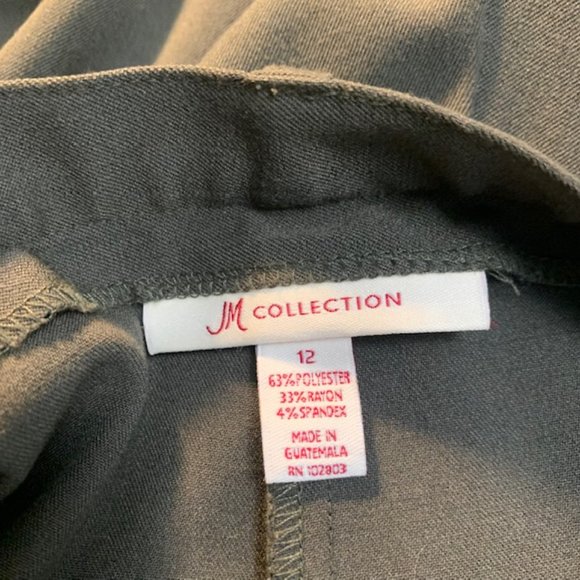 JM COLLECTION
12
63% POLYESTER
33% RAYON
4% SPANDEX
MADE IN
GUATEMALA
RN 102803